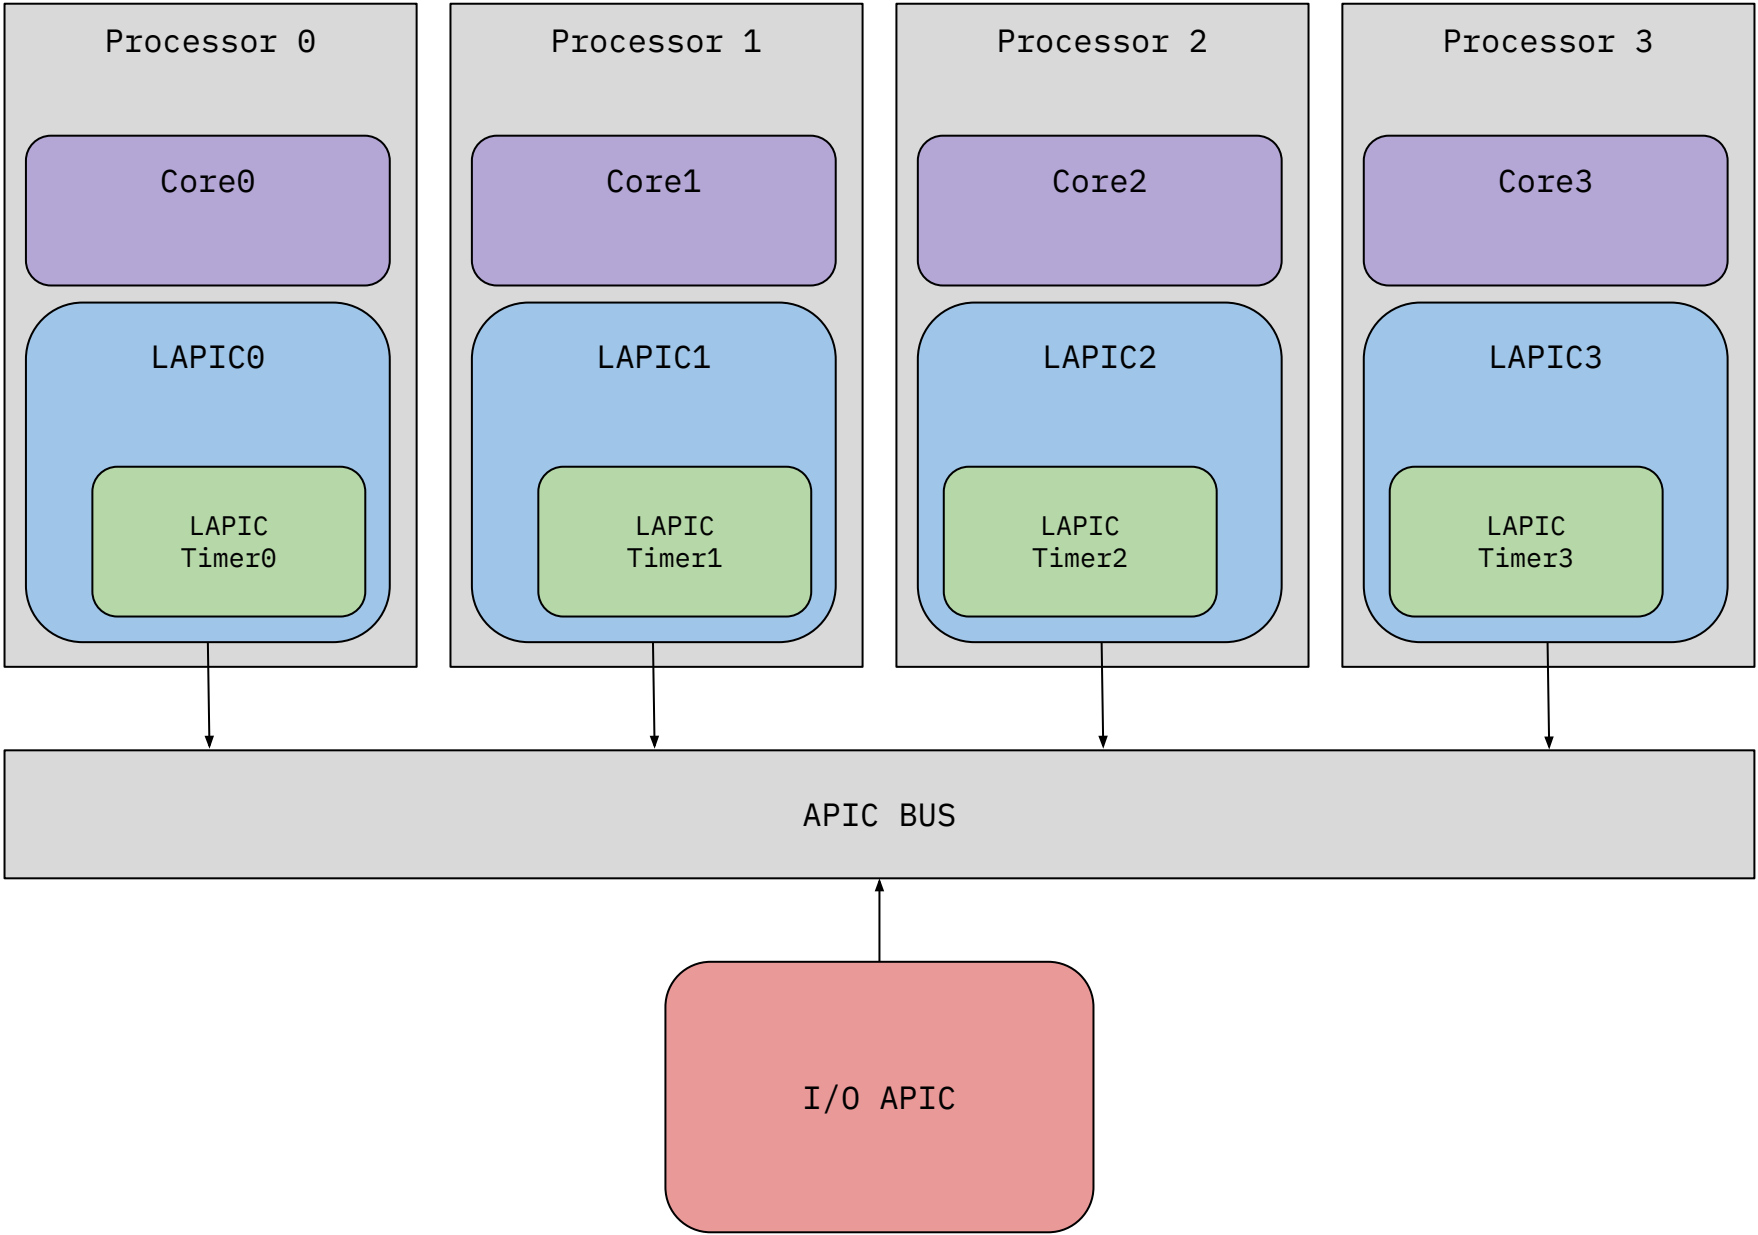 Processor 0
Processor 1
Processor 2
Processor 3
Core0
Core1
Core2
Core3
LAPIC0
LAPIC1
LAPIC2
LAPIC3
LAPIC
Timer0
LAPIC
Timer1
LAPIC
Timer2
LAPIC
Timer3
APIC BUS
I/O APIC